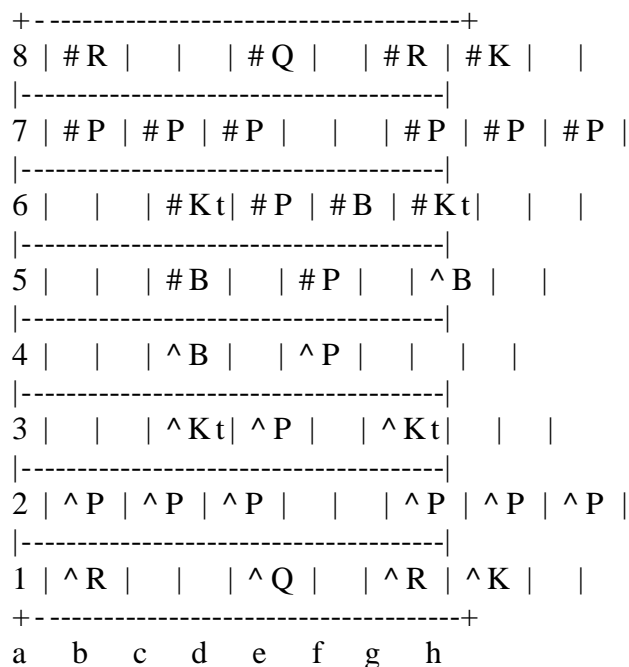 +---------------------------------------+
8 | #R | | | #Q | | #R | #K | |
|---------------------------------------|
7 | #P | #P | #P | | | #P | #P | #P |
|---------------------------------------|
6 | | | #Kt| #P | #B | #Kt| | |
|---------------------------------------|
5 | | | #B | | #P | | ^B | |
|---------------------------------------|
4 | | | ^B | | ^P | | | |
|---------------------------------------|
3 | | | ^Kt| ^P | | ^Kt| | |
|---------------------------------------|
2 | ^P | ^P | ^P | | | ^P | ^P | ^P |
|---------------------------------------|
1 | ^R | | | ^Q | | ^R | ^K | |
+---------------------------------------+
a b c d e f g h